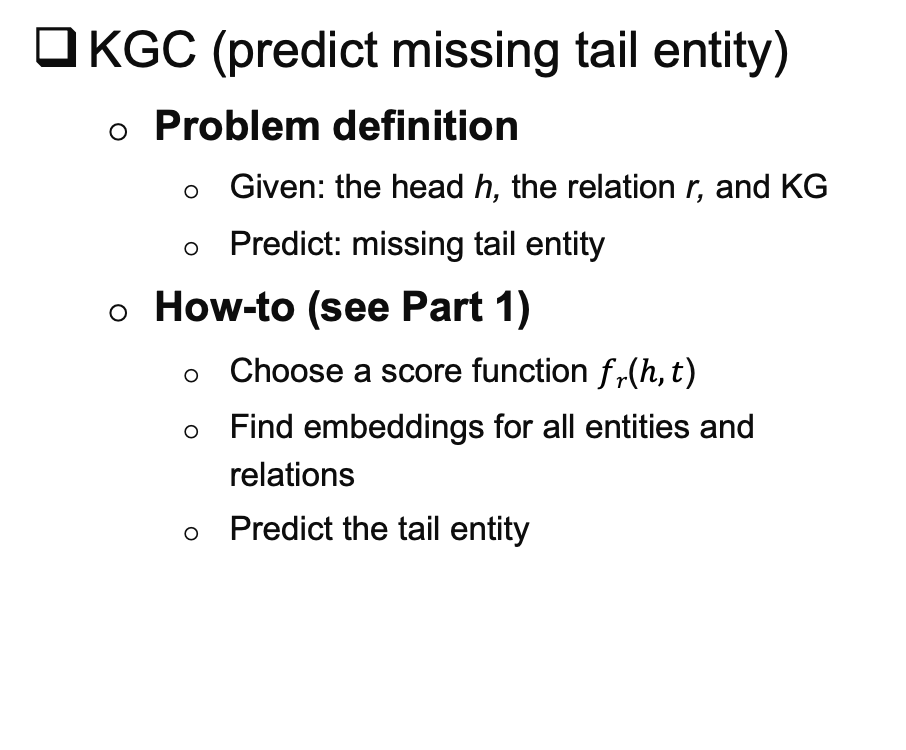 ❑ KGC (predict missing tail entity)
o Problem definition
o Given: the head h, the relation r, and KG
o Predict: missing tail entity
o How-to (see Part 1)
o Choose a score function fᵣ(h, t)
o Find embeddings for all entities and
relations
o Predict the tail entity